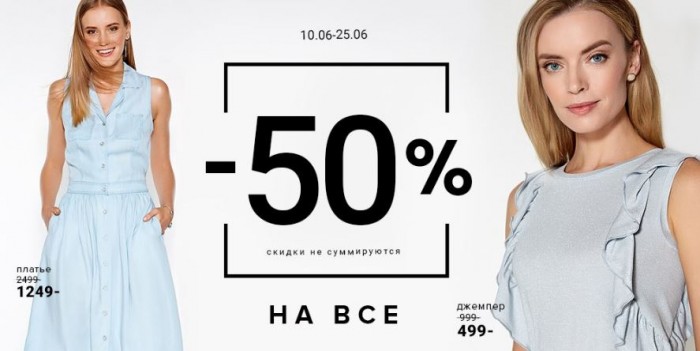 10.06-25.06
-50%
скидки не суммируются
НА ВСЕ
платье
2499-
1249-
джемпер
-999-
499-